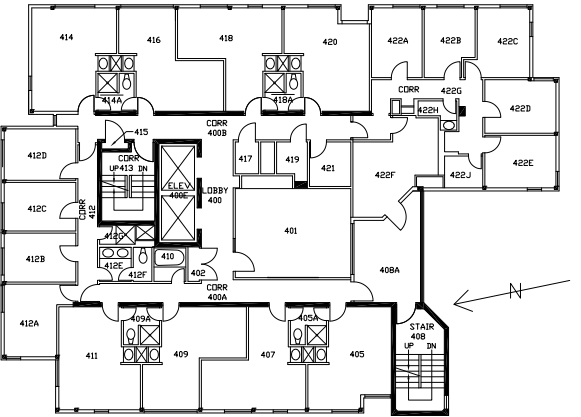 414
416
418
420
422A
422B
422C
CORR
422G
414A
418A
422H
422D
CORR
400B
415
412D
CORR
UP 413 DN
417
419
421
422E
422F
422J
ELEV
400E
LOBBY
400
412C
CORR
412
401
412G
412B
412E
412F
410
402
408A
N
CORR
400A
412A
409A
405A
STAIR
408
UP DN
411
409
407
405